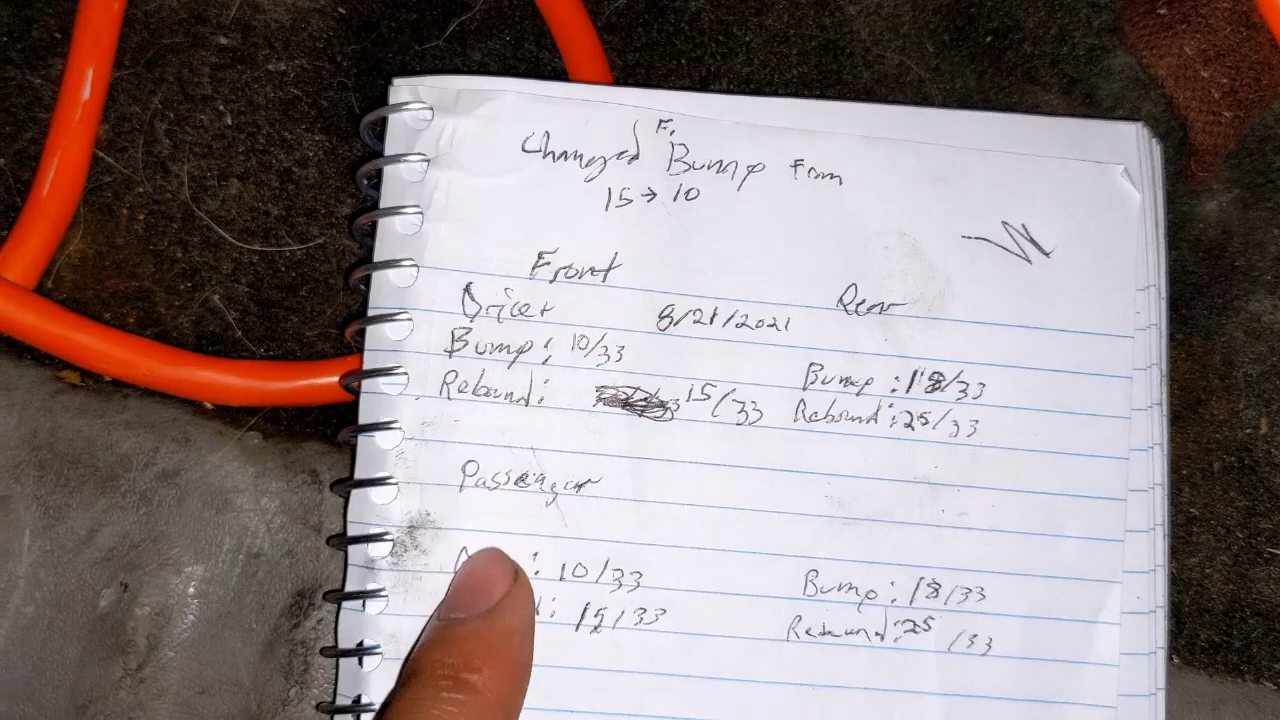 Changed F. Bump From
15 → 10
Front
Rear
Driver 8/21/2021
Bump: 10/33
Bump: 18/33
Rebound: 15/33
Rebound: 25/33
Passenger
: 10/33
Bump: 18/33
: 15/33
Rebound: 25/33